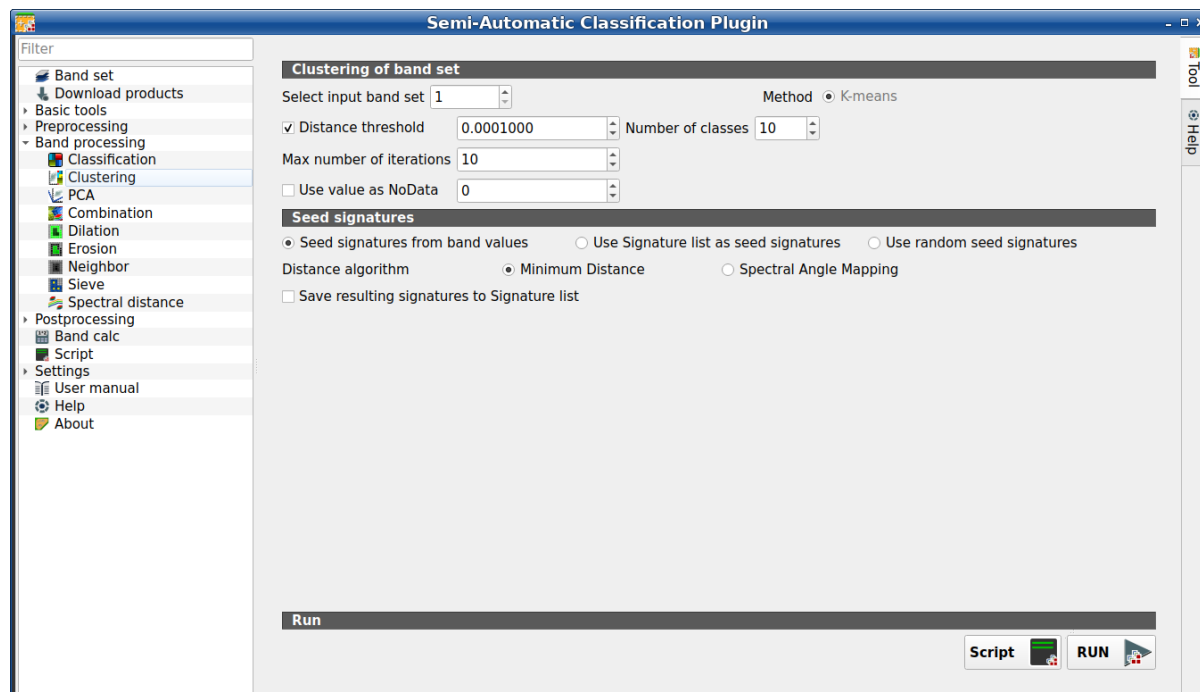 Semi-Automatic Classification Plugin
Filter
Band set
Download products
Basic tools
Preprocessing
Band processing
Classification
Clustering
PCA
Combination
Dilation
Erosion
Neighbor
Sieve
Spectral distance
Postprocessing
Band calc
Script
Settings
User manual
Help
About
Clustering of band set
Select input band set 1 Method K-means
Distance threshold 0.0001000 Number of classes 10
Max number of iterations 10
Use value as NoData 0
Seed signatures
Seed signatures from band values Use Signature list as seed signatures Use random seed signatures
Distance algorithm Minimum Distance Spectral Angle Mapping
Save resulting signatures to Signature list
Run
Script RUN
Tool
Help